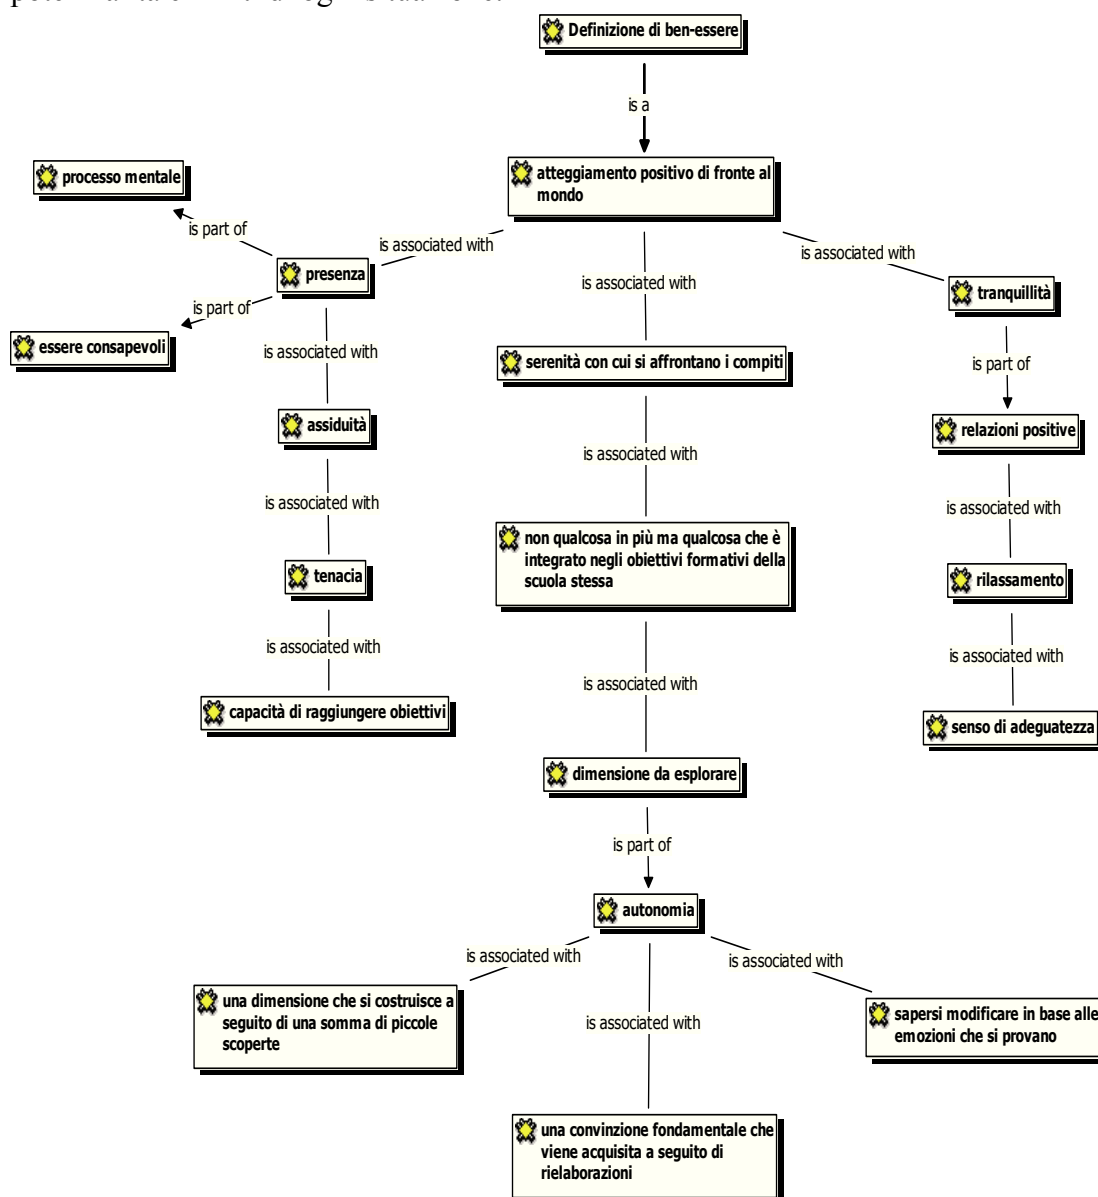 Definizione di ben-essere
is a
processo mentale
atteggiamento positivo di fronte al
mondo
is part of
is associated with
is associated with
presenza
is associated with
tranquillità
is part of
essere consapevoli
is associated with
serenità con cui si affrontano i compiti
is part of
assiduità
relazioni positive
is associated with
is associated with
is associated with
non qualcosa in più ma qualcosa che è
integrato negli obiettivi formativi della
scuola stessa
tenacia
rilassamento
is associated with
is associated with
is associated with
capacità di raggiungere obiettivi
senso di adeguatezza
dimensione da esplorare
is part of
autonomia
is associated with
is associated with
una dimensione che si costruisce a
seguito di una somma di piccole
scoperte
is associated with
sapersi modificare in base alle
emozioni che si provano
una convinzione fondamentale che
viene acquisita a seguito di
rielaborazioni